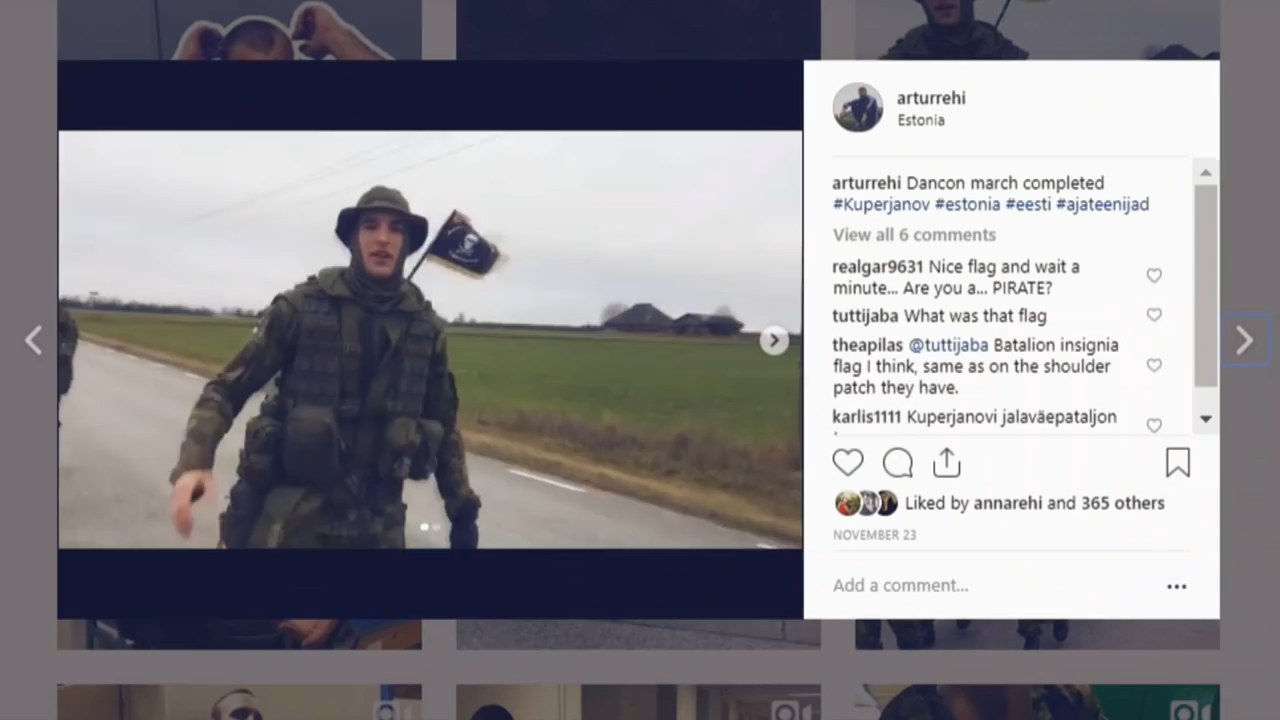 arturrehi
Estonia
arturrehi Dancon march completed
#Kuperjanov #estonia #eesti #ajateenijad
View all 6 comments
realgar9631 Nice flag and wait a
minute... Are you a... PIRATE?
tuttijaba What was that flag
theapilas @tuttijaba Batalion insignia
flag I think, same as on the shoulder
patch they have.
karlis1111 Kuperjanovi jalaväepataljon
Liked by annarehi and 365 others
NOVEMBER 23
Add a comment...